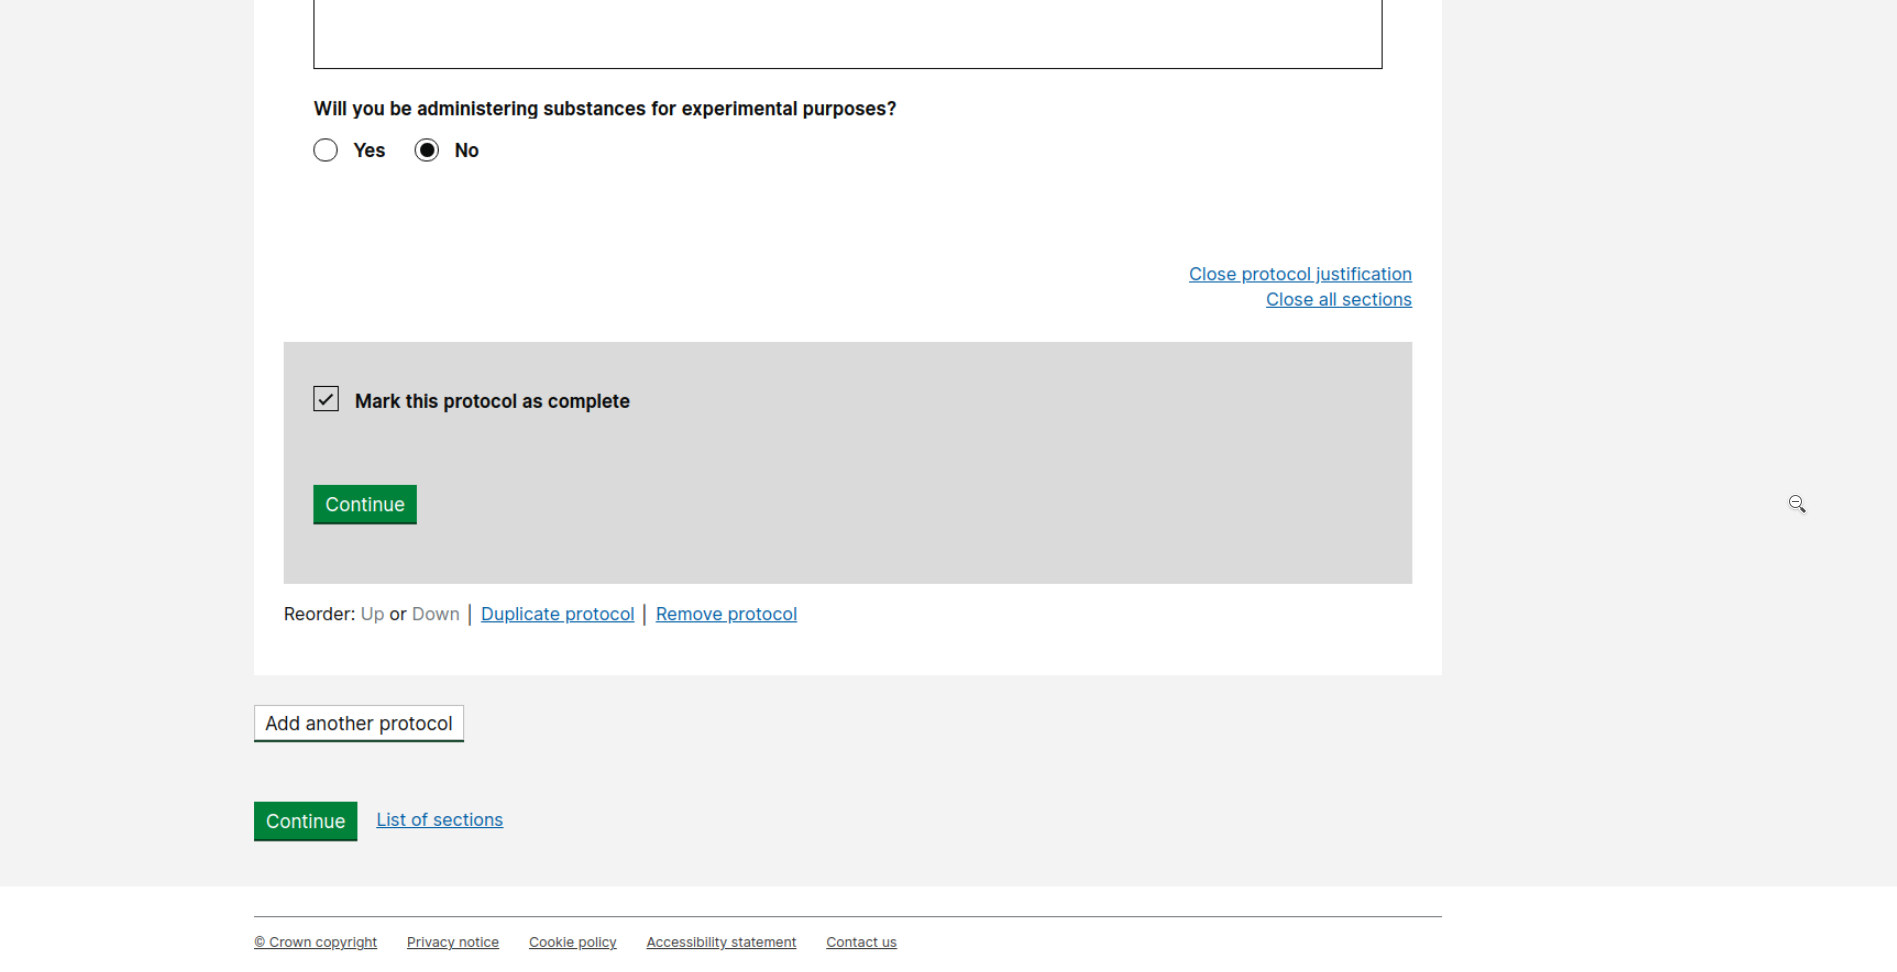 Will you be administering substances for experimental purposes?
Yes No
Close protocol justification
Close all sections
Mark this protocol as complete
Continue
Reorder: Up or Down | Duplicate protocol | Remove protocol
Add another protocol
Continue List of sections
© Crown copyright Privacy notice Cookie policy Accessibility statement Contact us